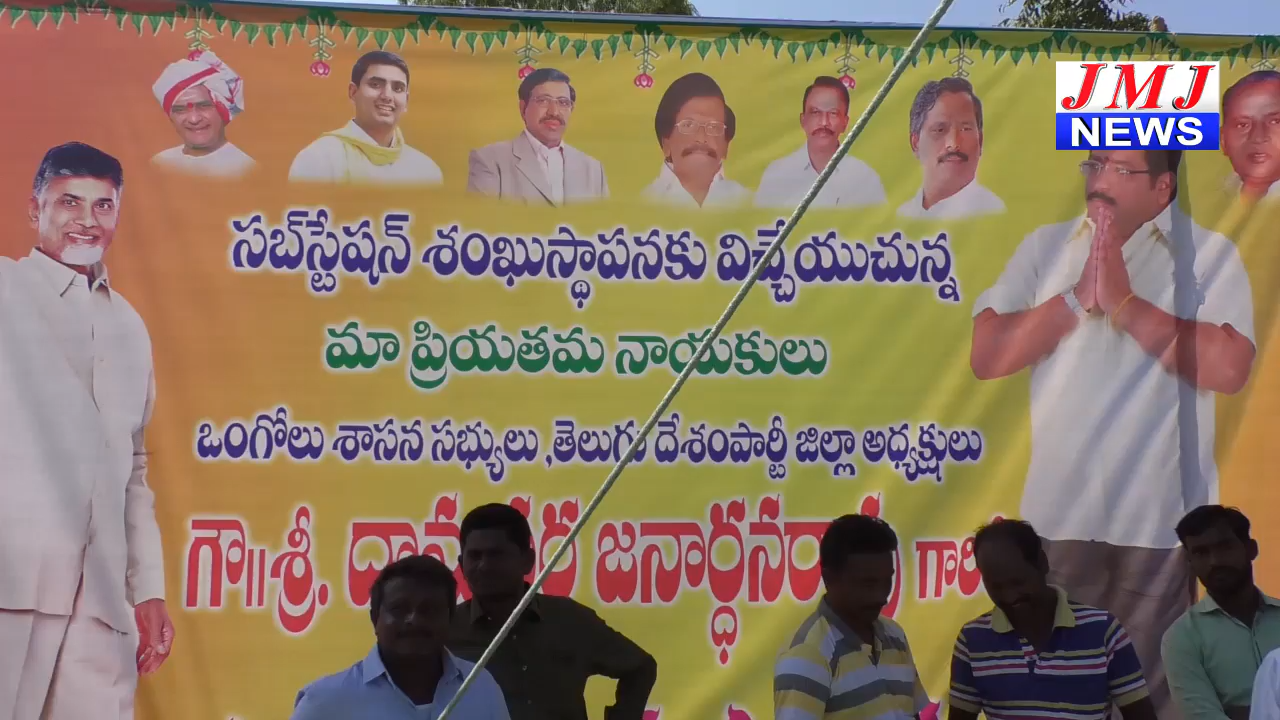 JMJ
NEWS
సబ్‌స్టేషన్ శంఖుస్థాపనకు విచ్చేయుచున్న
మా ప్రియతమ నాయకులు
ఒంగోలు శాసన సభ్యులు ,తెలుగు దేశంపార్టీ జిల్లా అధ్యక్షులు
గౌ||శ్రీ. జనార్ధనరావు